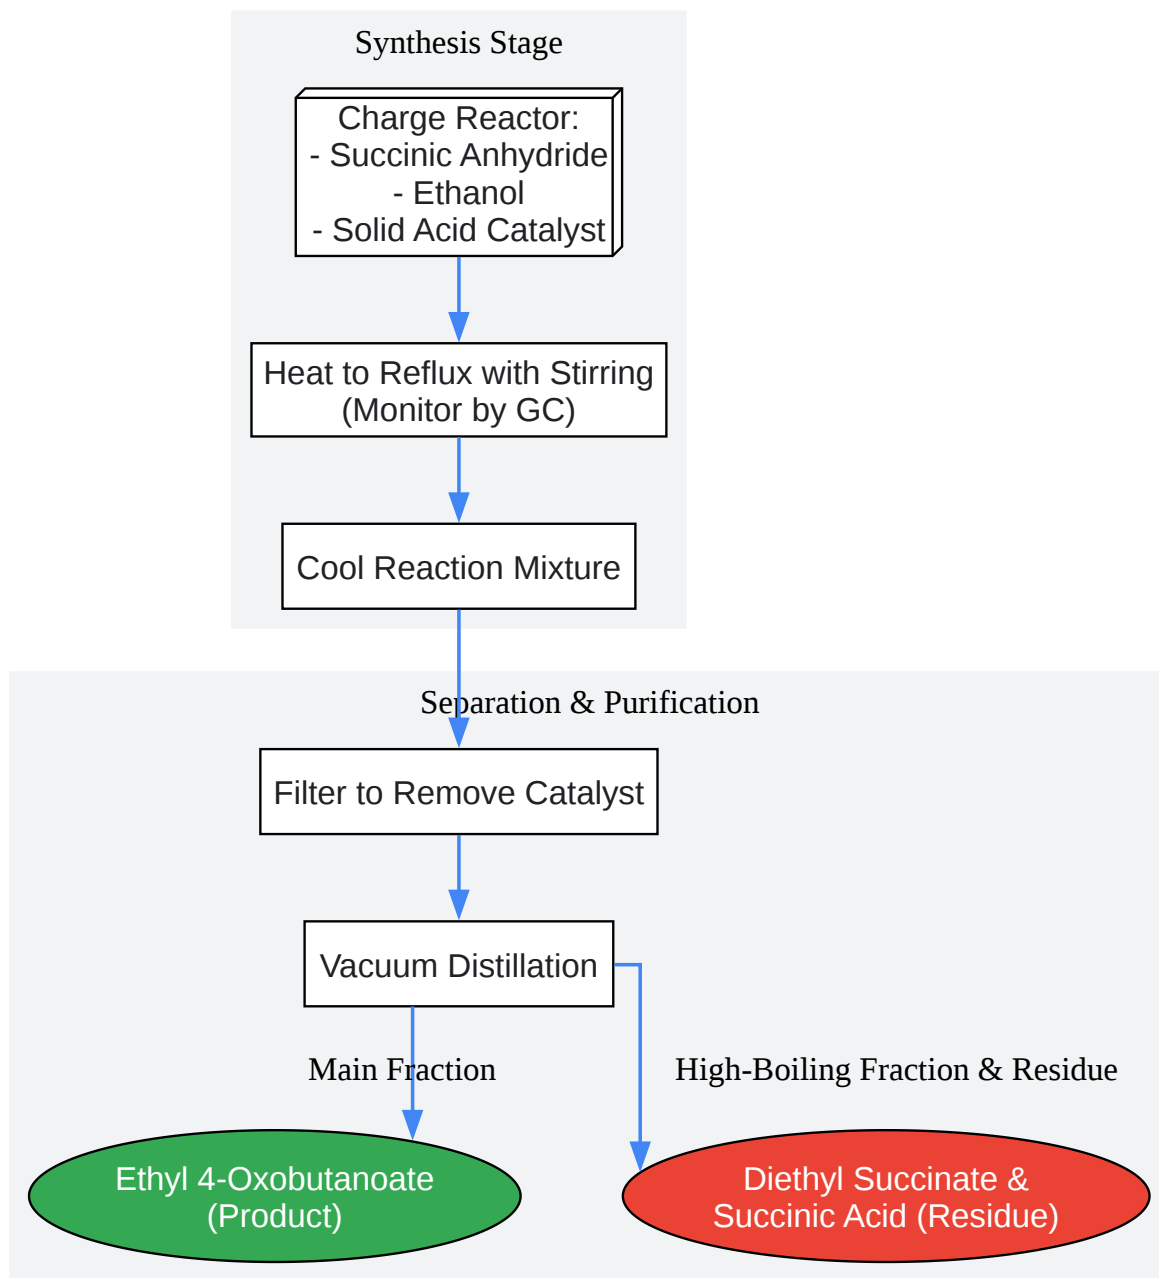 Synthesis Stage
Charge Reactor:
- Succinic Anhydride
- Ethanol
- Solid Acid Catalyst
Heat to Reflux with Stirring
(Monitor by GC)
Cool Reaction Mixture
Separation & Purification
Filter to Remove Catalyst
Vacuum Distillation
Main Fraction
High-Boiling Fraction & Residue
Ethyl 4-Oxobutanoate
(Product)
Diethyl Succinate &
Succinic Acid (Residue)